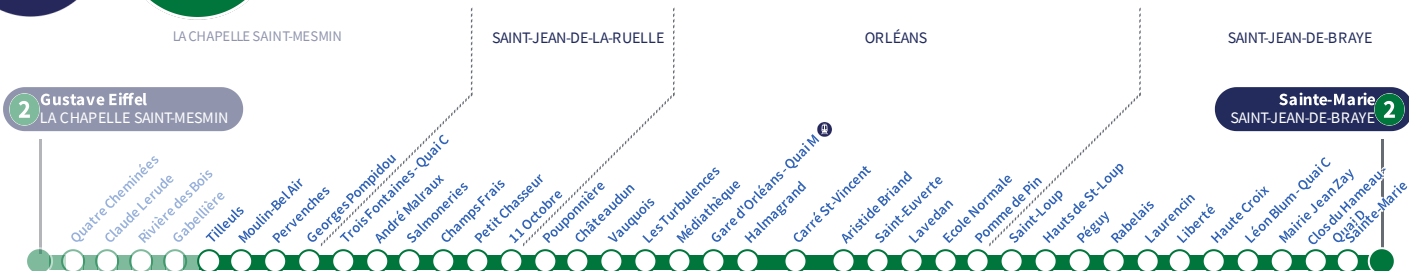 LA CHAPELLE SAINT-MESMIN
SAINT-JEAN-DE-LA-RUELLE
ORLÉANS
SAINT-JEAN-DE-BRAYE
2
Gustave Eiffel
LA CHAPELLE SAINT-MESMIN
Sainte-Marie
SAINT-JEAN-DE-BRAYE
2
Quatre Cheminées
Claude Lerude
Rivière des Bois
Gabellière
Tilleuls
Moulin-Bel Air
Pervenches
Georges Pompidou
Trois Fontaines - Quai C
André Malraux
Salmoneries
Champs Frais
Petit Chasseur
11 Octobre
Pouponnière
Châteaudun
Vauquois
Les Turbulences
Médiathèque
Gare d'Orléans - Quai M
Halmagrand
Carré St-Vincent
Aristide Briand
Saint-Euverte
Lavedan
Ecole Normale
Pomme de Pin
Saint-Loup
Hauts de St-Loup
Péguy
Rabelais
Laurencin
Liberté
Haute Croix
Léon Blum - Quai C
Mairie Jean Zay
Clos du Hameau -
Quai D
Sainte-Marie